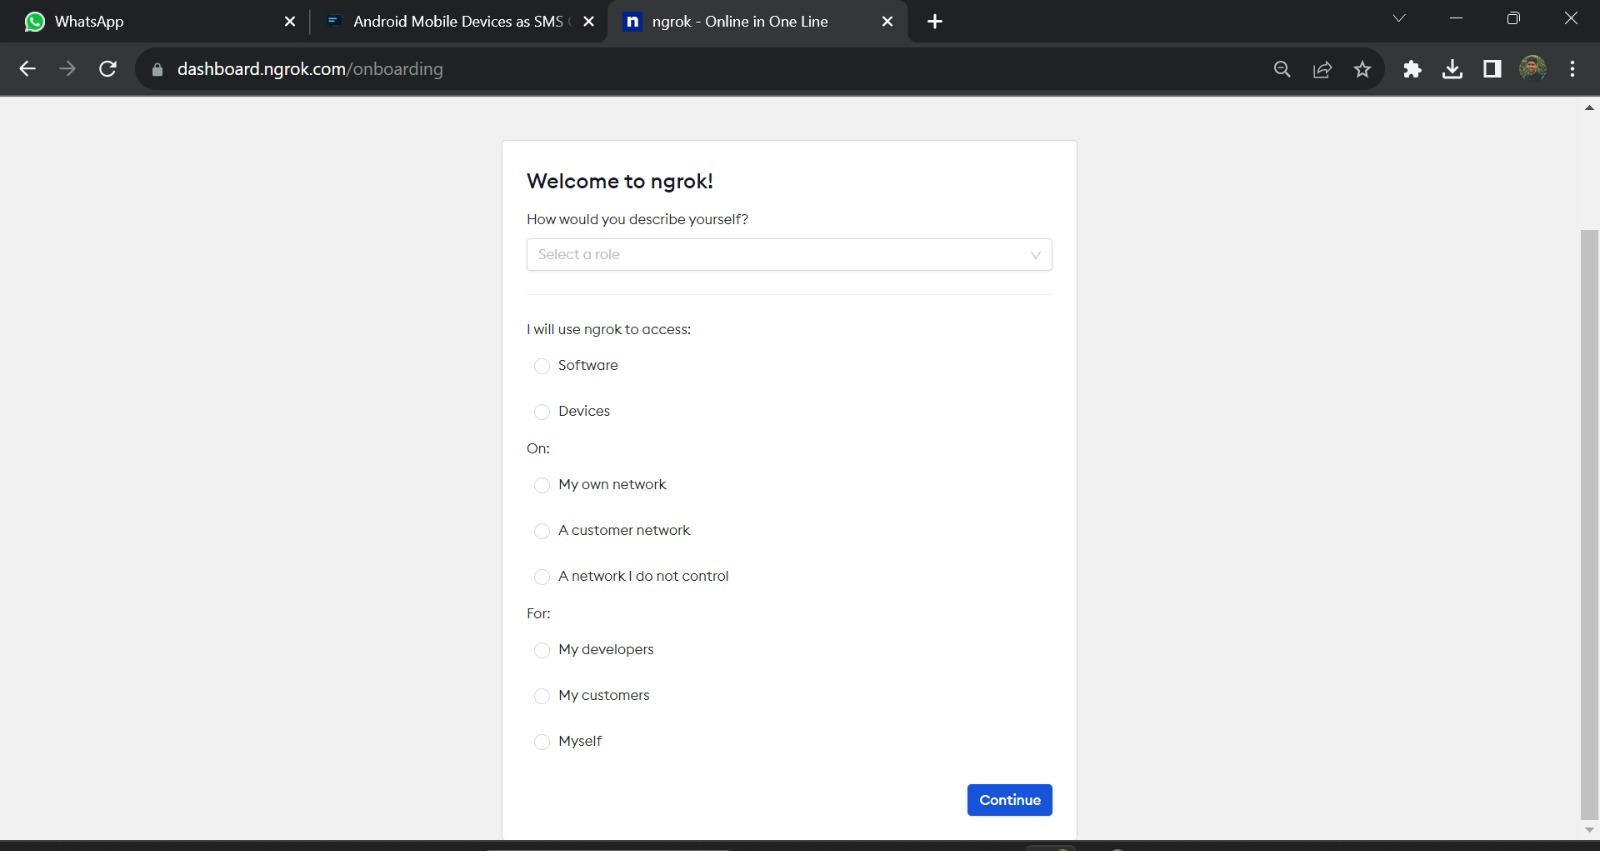 WhatsApp
Android Mobile Devices as SMS
ngrok - Online in One Line
dashboard.ngrok.com/onboarding
Welcome to ngrok!
How would you describe yourself?
Select a role
I will use ngrok to access:
Software
Devices
On:
My own network
A customer network
A network I do not control
For:
My developers
My customers
Myself
Continue